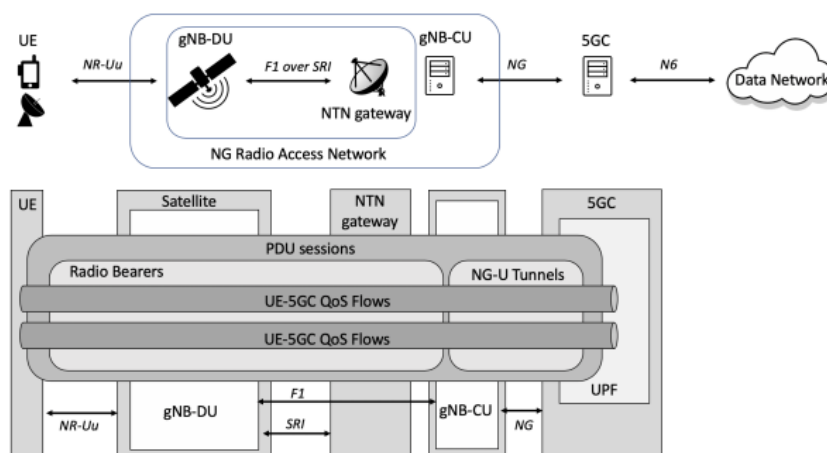 UE
gNB-DU
gNB-CU
5GC
NR-Uu
F1 over SRI
NG
N6
Data Network
NTN gateway
NG Radio Access Network
UE
Satellite
NTN
gateway
5GC
PDU sessions
Radio Bearers
NG-U Tunnels
UE-5GC QoS Flows
UE-5GC QoS Flows
F1
UPF
NR-Uu
gNB-DU
gNB-CU
NG
SRI